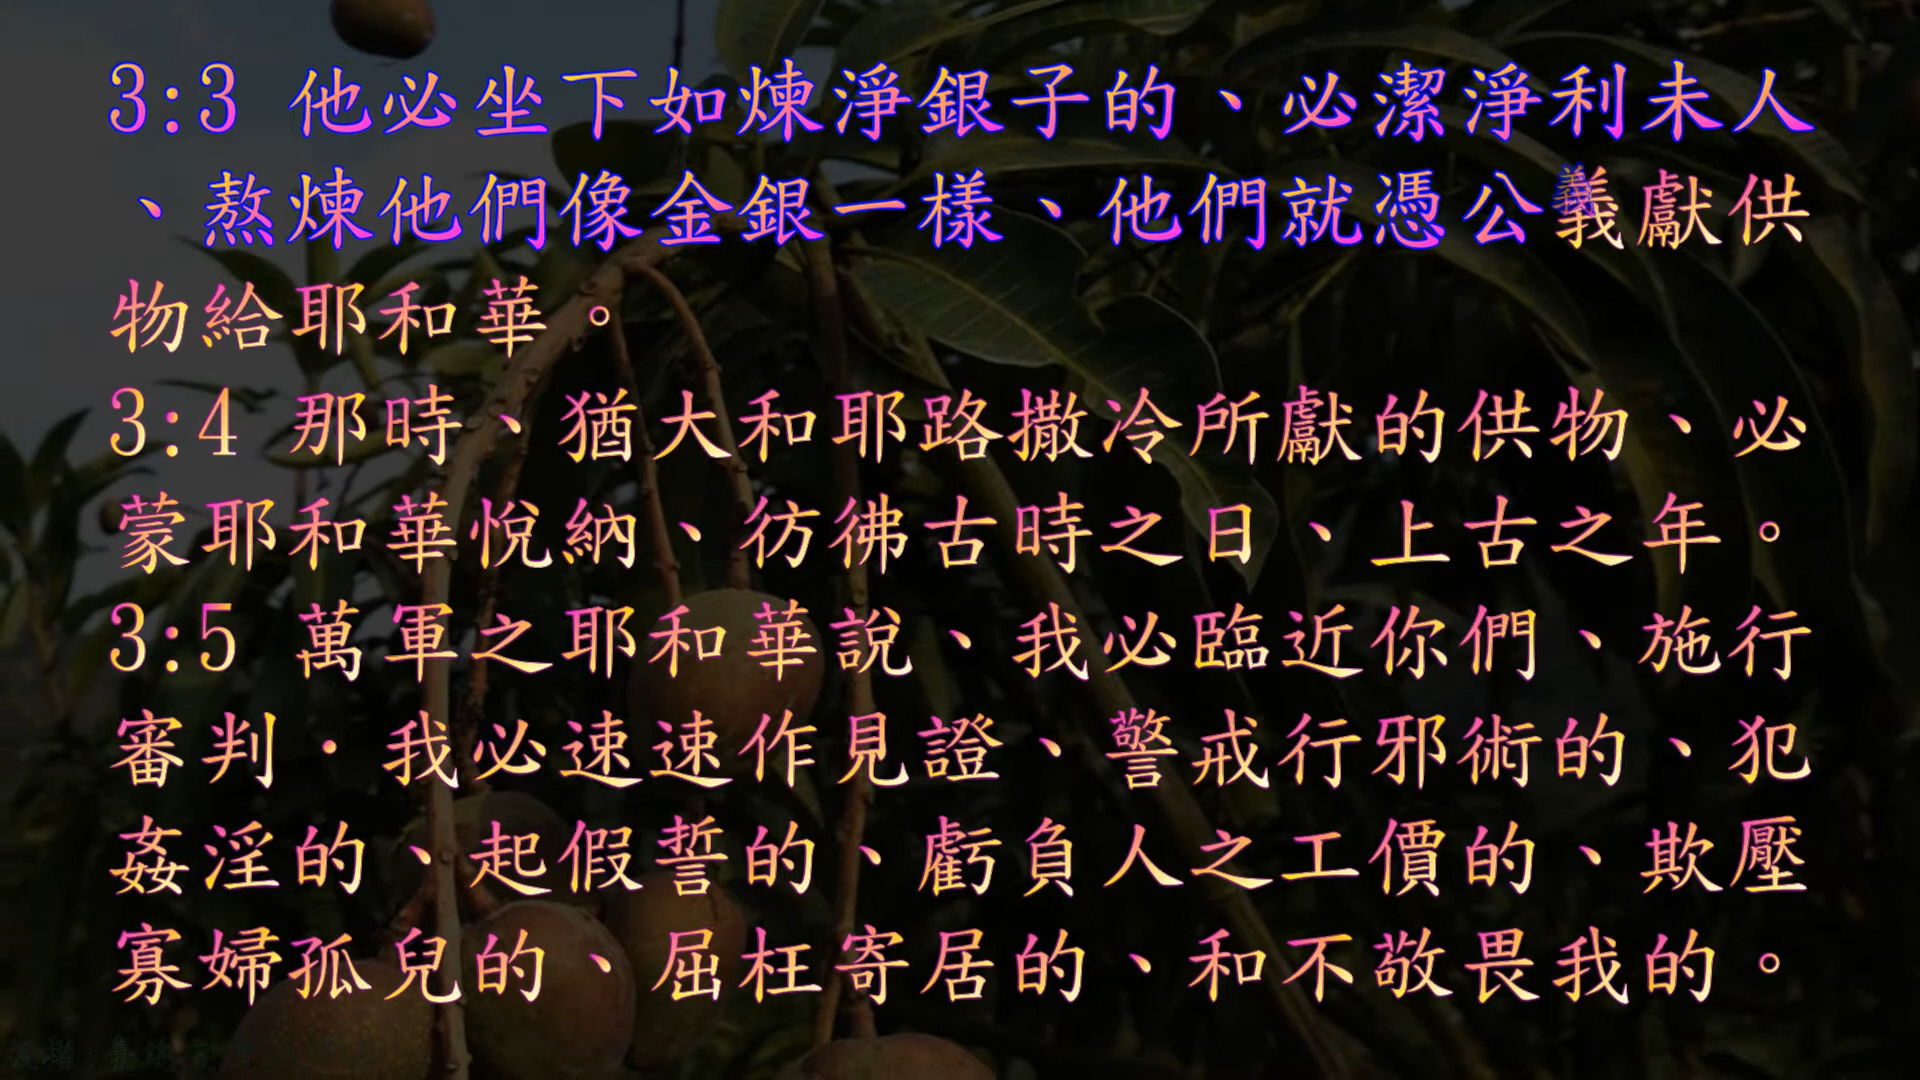 3:3 他必坐下如煉淨銀子的、必潔淨利未人
、熬煉他們像金銀一樣、他們就憑公義獻供
物給耶和華。
3:4 那時、猶大和耶路撒冷所獻的供物、必
蒙耶和華悅納、彷彿古時之日、上古之年。
3:5 萬軍之耶和華說、我必臨近你們、施行
審判．我必速速作見證、警戒行邪術的、犯
姦淫的、起假誓的、虧負人之工價的、欺壓
寡婦孤兒的、屈枉寄居的、和不敬畏我的。